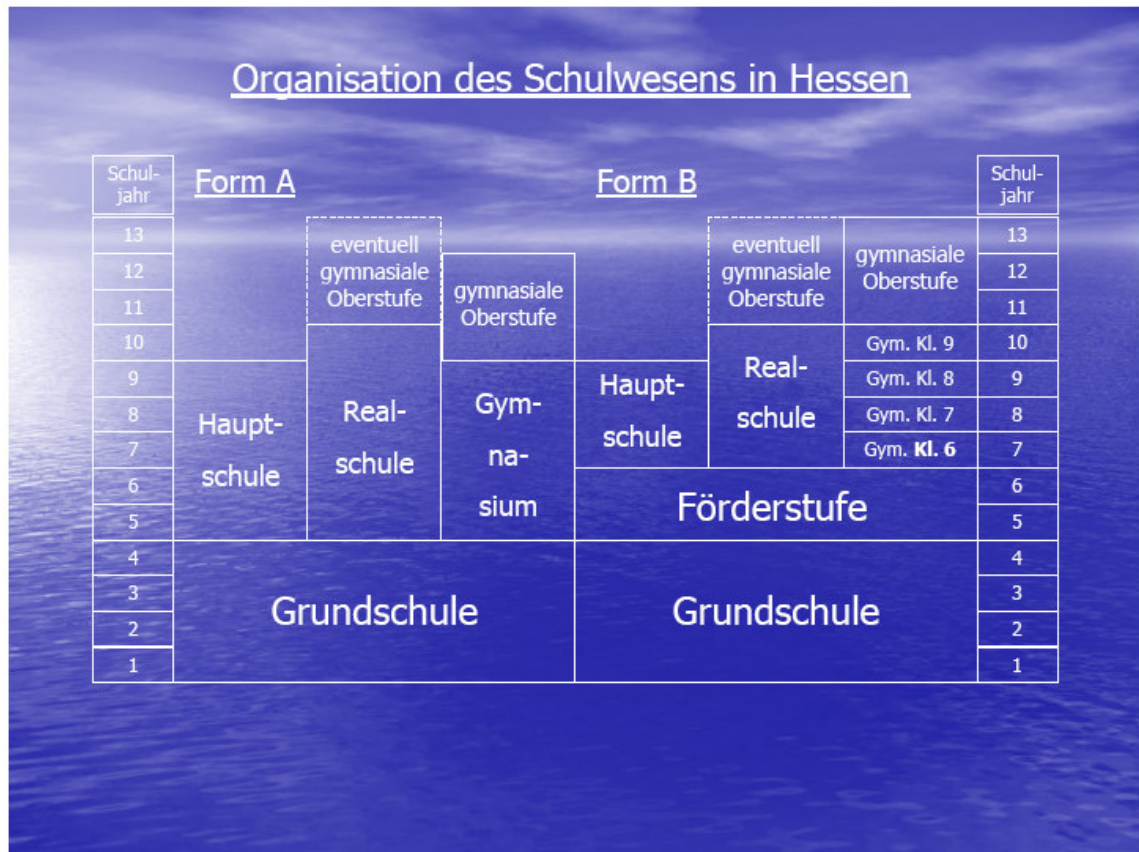 Organisation des Schulwesens in Hessen
Schul-
jahr
Form A
Form B
Schul-
jahr
13
12
11
10
9
8
7
6
5
4
3
2
1
eventuell
gymnasiale
Oberstufe
gymnasiale
Oberstufe
Haupt-
schule
Real-
schule
Gym-
na-
sium
Grundschule
eventuell
gymnasiale
Oberstufe
gymnasiale
Oberstufe
Haupt-
schule
Real-
schule
Gym. Kl. 9
Gym. Kl. 8
Gym. Kl. 7
Gym. Kl. 6
Förderstufe
Grundschule
13
12
11
10
9
8
7
6
5
4
3
2
1